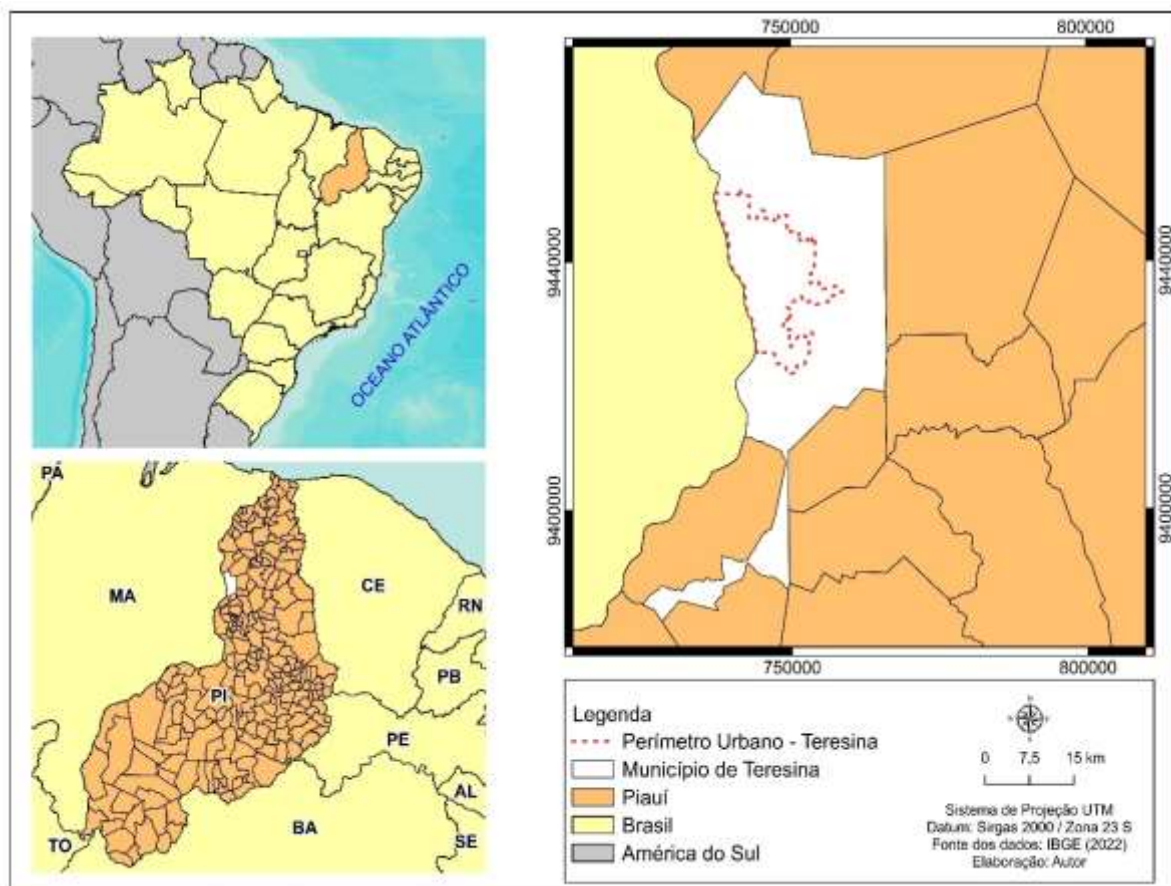 OCEANO ATLÂNTICO
PÁ
MA
CE
RN
PB
PI
PE
AL
TO
BA
SE
750000
800000
9440000
9440000
9400000
9400000
750000
800000
Legenda
Perímetro Urbano - Teresina
Município de Teresina
Piauí
Brasil
América do Sul
0 7,5 15 km
Sistema de Projeção UTM
Datum: Sirgas 2000 / Zona 23 S
Fonte dos dados: IBGE (2022)
Elaboração: Autor